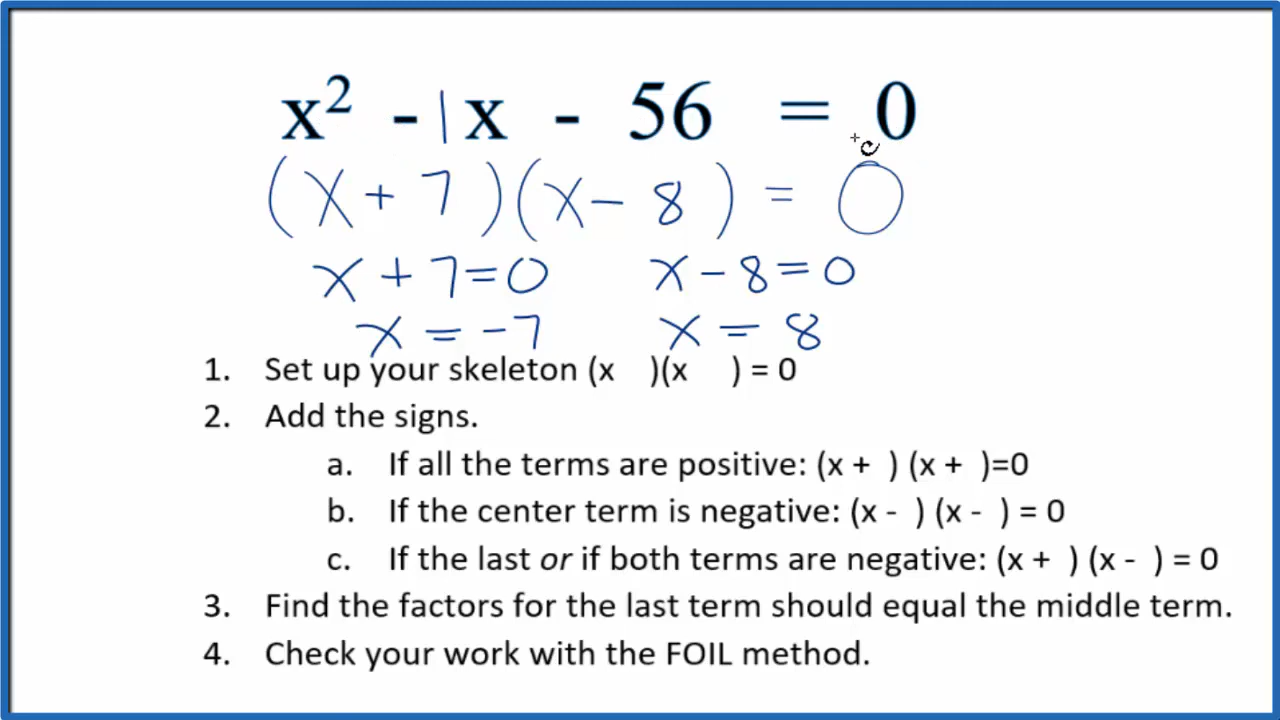 x² - 1x - 56 = 0
(x + 7)(x - 8) = 0
x + 7 = 0 x - 8 = 0
x = -7 x = 8
1. Set up your skeleton (x )(x ) = 0
2. Add the signs.
a. If all the terms are positive: (x + ) (x + )=0
b. If the center term is negative: (x - ) (x - ) = 0
c. If the last or if both terms are negative: (x + ) (x - ) = 0
3. Find the factors for the last term should equal the middle term.
4. Check your work with the FOIL method.